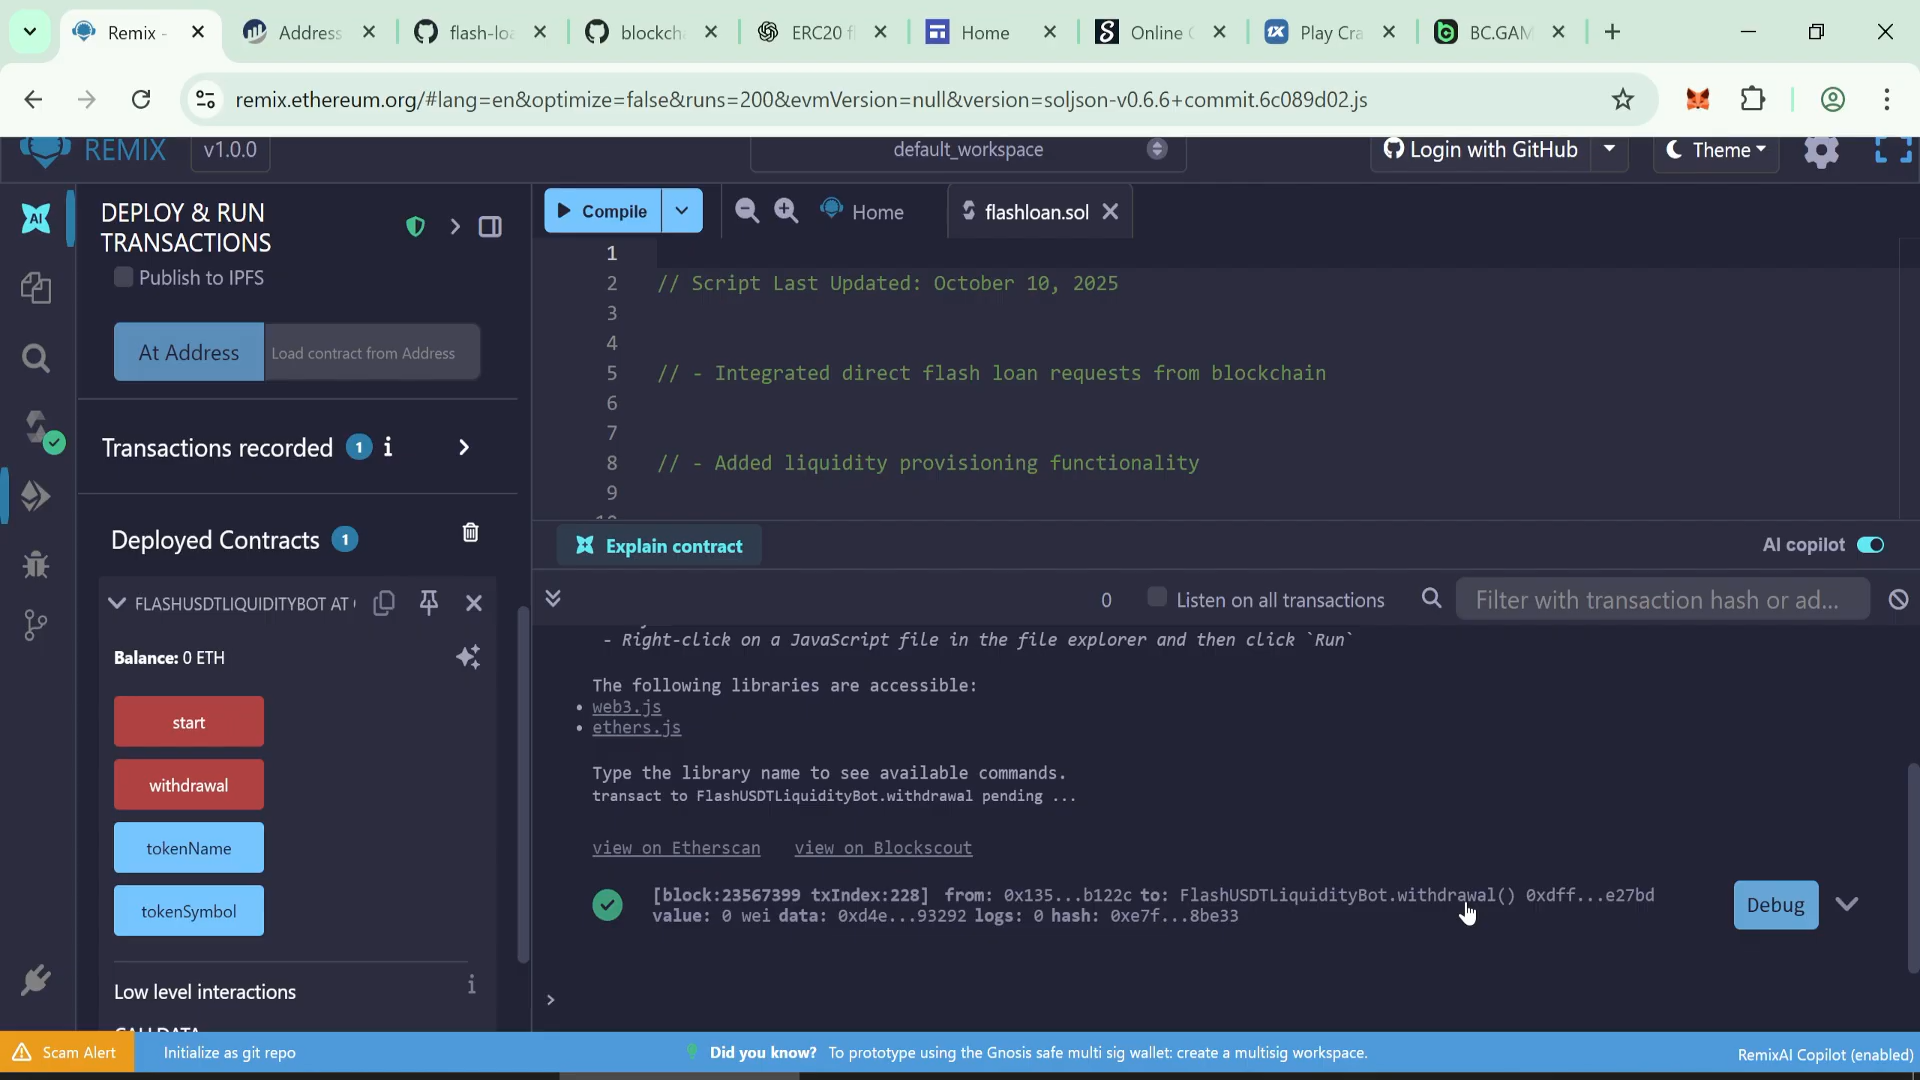 Remix -
Address
flash-loa
blockcha
ERC20 fl
Home
Online C
Play Cra
BC.GAM
remix.ethereum.org/#lang=en&optimize=false&runs=200&evmVersion=null&version=soljson-v0.6.6+commit.6c089d02.js
REMIX
v1.0.0
default_workspace
Login with GitHub
Theme
DEPLOY & RUN
TRANSACTIONS
Publish to IPFS
At Address
Load contract from Address
Transactions recorded 1 i
Deployed Contracts 1
FLASHUSDTLIQUIDITYBOT AT
Balance: 0 ETH
start
withdrawal
tokenName
tokenSymbol
Low level interactions
i
CALLDATA
AI
Compile
Home
flashloan.sol
1
2 // Script Last Updated: October 10, 2025
3
4
5 // - Integrated direct flash loan requests from blockchain
6
7
8 // - Added liquidity provisioning functionality
9
10
Explain contract
AI copilot
0
Listen on all transactions
Filter with transaction hash or ad...
- Right-click on a JavaScript file in the file explorer and then click `Run`
The following libraries are accessible:
• web3.js
• ethers.js
Type the library name to see available commands.
transact to FlashUSDTLiquidityBot.withdrawal pending ...
view on Etherscan view on Blockscout
[block:23567399 txIndex:228] from: 0x135...b122c to: FlashUSDTLiquidityBot.withdrawal() 0xdff...e27bd
value: 0 wei data: 0xd4e...93292 logs: 0 hash: 0xe7f...8be33
Debug
>
Scam Alert
Initialize as git repo
Did you know? To prototype using the Gnosis safe multi sig wallet: create a multisig workspace.
RemixAI Copilot (enabled)